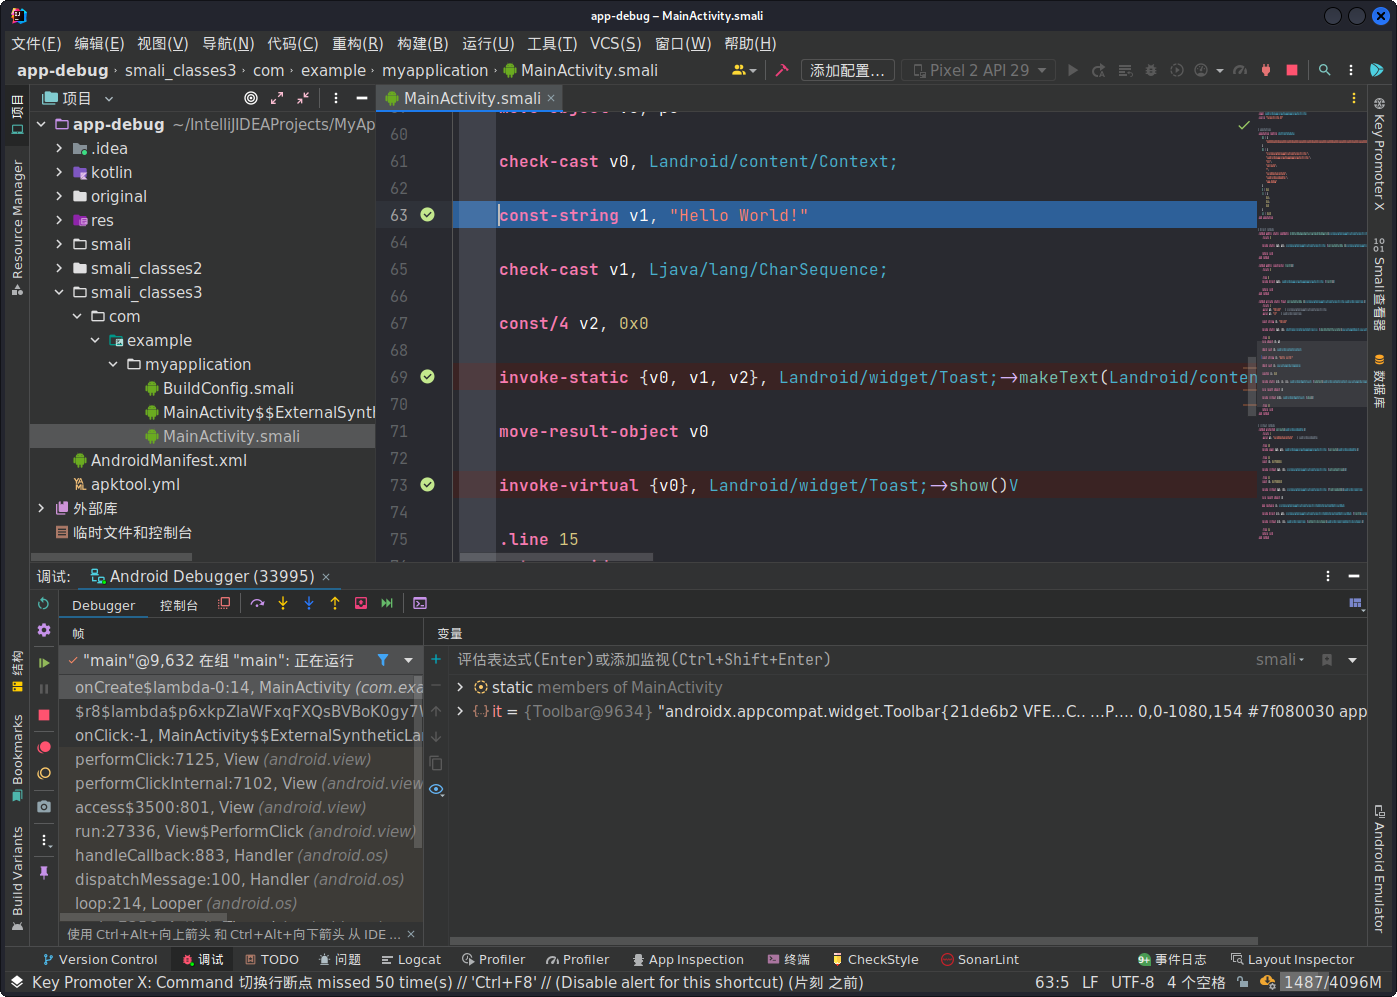 app-debug – MainActivity.smali
文件(F) 编辑(E) 视图(V) 导航(N) 代码(C) 重构(R) 构建(B) 运行(U) 工具(T) VCS(S) 窗口(W) 帮助(H)
app-debug › smali_classes3 › com › example › myapplication › MainActivity.smali
添加配置...
Pixel 2 API 29
项目
Resource Manager
结构
Bookmarks
Build Variants
项目
app-debug ~/IntelliJIDEAProjects/MyAp
.idea
kotlin
original
res
smali
smali_classes2
smali_classes3
com
example
myapplication
BuildConfig.smali
MainActivity$$ExternalSynt
MainActivity.smali
AndroidManifest.xml
apktool.yml
外部库
临时文件和控制台
MainActivity.smali ×
60
61 check-cast v0, Landroid/content/Context;
62
63 const-string v1, "Hello World!"
64
65 check-cast v1, Ljava/lang/CharSequence;
66
67 const/4 v2, 0x0
68
69 invoke-static {v0, v1, v2}, Landroid/widget/Toast;->makeText(Landroid/conten
70
71 move-result-object v0
72
73 invoke-virtual {v0}, Landroid/widget/Toast;->show()V
74
75 .line 15
Key Promoter X
Smali查看器
数据库
Android Emulator
调试: Android Debugger (33995) ×
Debugger 控制台
帧
"main"@9,632 在组 "main": 正在运行
onCreate$lambda-0:14, MainActivity (com.exa
$r8$lambda$p6xkpZlaWFxqFXQsBVBoK0gy7V
onClick:-1, MainActivity$$ExternalSyntheticLa
performClick:7125, View (android.view)
performClickInternal:7102, View (android.view
access$3500:801, View (android.view)
run:27336, View$PerformClick (android.view)
handleCallback:883, Handler (android.os)
dispatchMessage:100, Handler (android.os)
loop:214, Looper (android.os)
使用 Ctrl+Alt+向上箭头 和 Ctrl+Alt+向下箭头 从 IDE ... ×
变量
评估表达式(Enter)或添加监视(Ctrl+Shift+Enter)
smali
static members of MainActivity
it = {Toolbar@9634} "androidx.appcompat.widget.Toolbar{21de6b2 VFE...C.. ...P.... 0,0-1080,154 #7f080030 app
Version Control 调试 TODO 问题 Logcat Profiler Profiler App Inspection 终端 CheckStyle SonarLint 9+ 事件日志 Layout Inspector
Key Promoter X: Command 切换行断点 missed 50 time(s) // 'Ctrl+F8' // (Disable alert for this shortcut) (片刻 之前)
63:5 LF UTF-8 4 个空格 1487/4096M